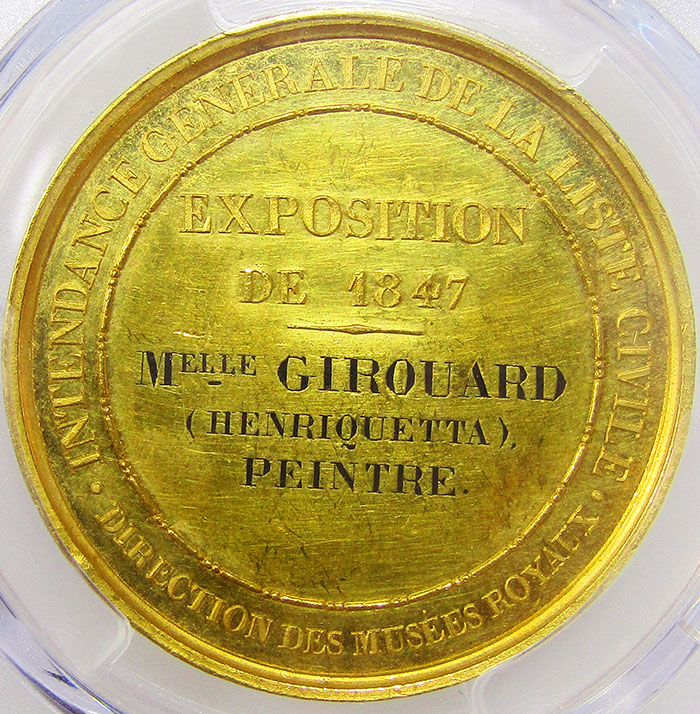 INTENDANCE GENERALE DE LA LISTE CIVILE
EXPOSITION
DE 1847
MELLE GIROUARD
(HENRIQUETTA),
PEINTRE.
· DIRECTION DES MUSÉES ROYAUX ·